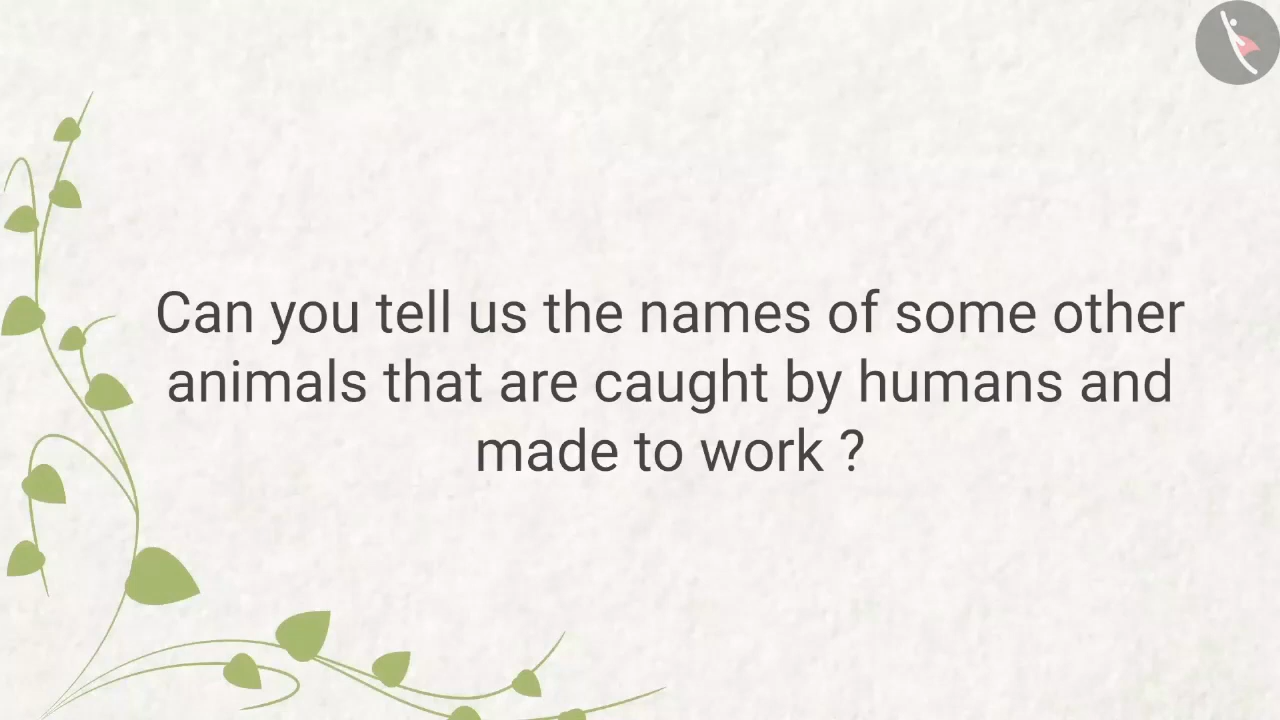 Can you tell us the names of some other
animals that are caught by humans and
made to work ?